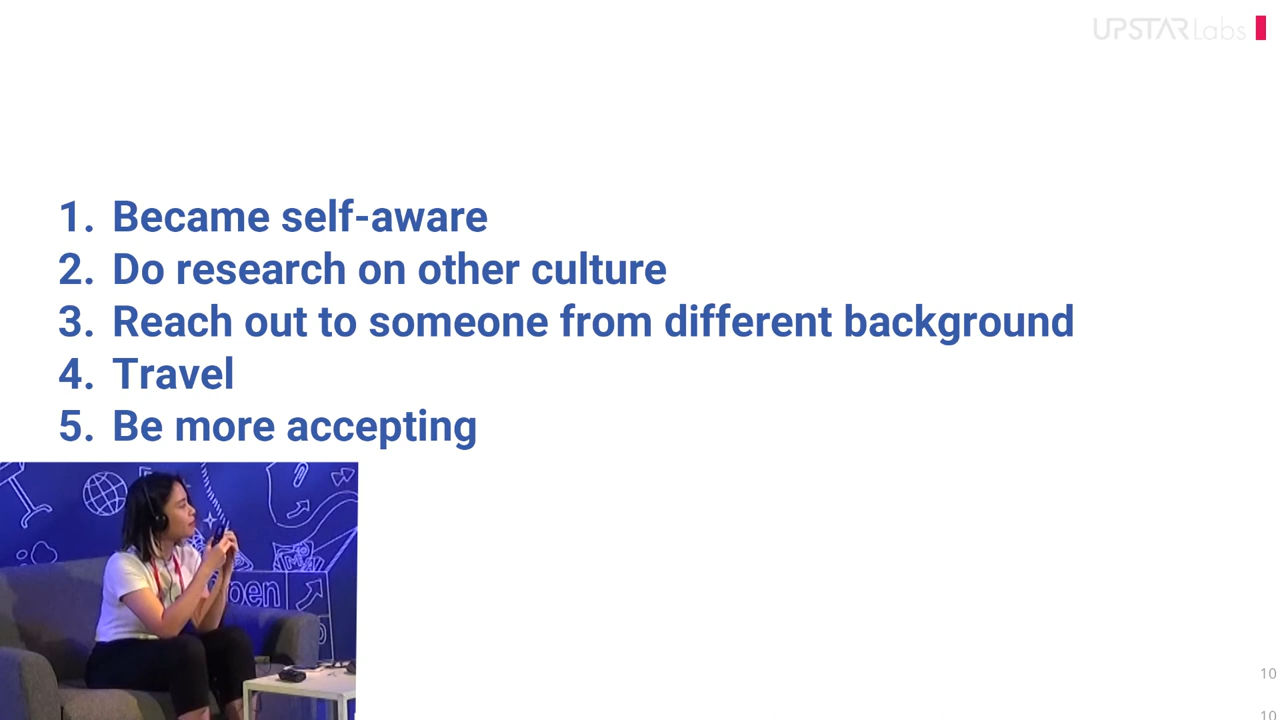 UPSTAR Labs
1. Became self-aware
2. Do research on other culture
3. Reach out to someone from different background
4. Travel
5. Be more accepting
pen
10
10